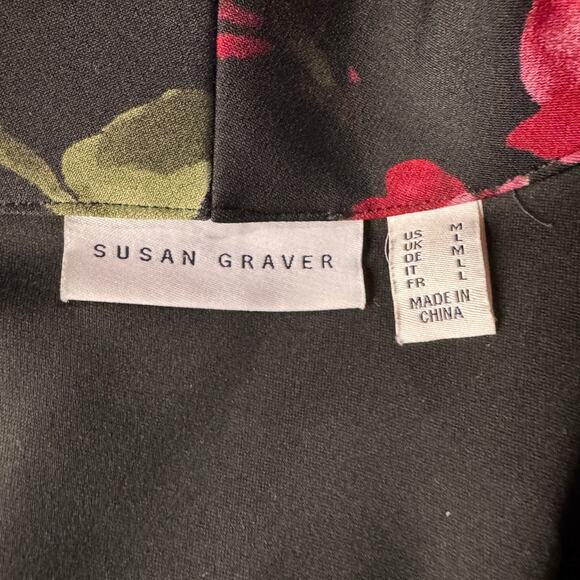 SUSAN GRAVER
US M
UK L
DE M
IT L
FR L
MADE IN
CHINA